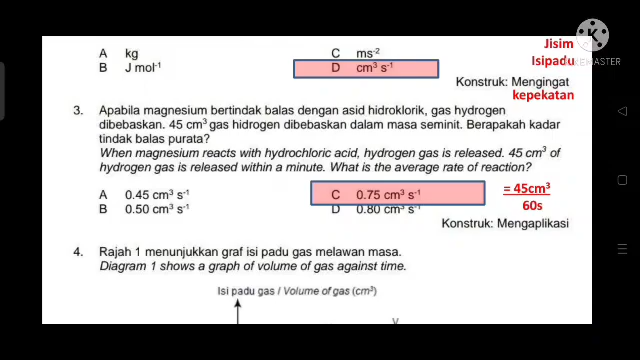 Jisim
Isipadu
KINEMASTER
A kg C ms⁻²
B J mol⁻¹ D cm³ s⁻¹
Konstruk: Mengingat
kepekatan
3. Apabila magnesium bertindak balas dengan asid hidroklorik, gas hydrogen
dibebaskan. 45 cm³ gas hidrogen dibebaskan dalam masa seminit. Berapakah kadar
tindak balas purata?
When magnesium reacts with hydrochloric acid, hydrogen gas is released. 45 cm³ of
hydrogen gas is released within a minute. What is the average rate of reaction?
A 0.45 cm³ s⁻¹ C 0.75 cm³ s⁻¹
B 0.50 cm³ s⁻¹ D 0.80 cm³ s⁻¹
= 45cm³
60s
Konstruk: Mengaplikasi
4. Rajah 1 menunjukkan graf isi padu gas melawan masa.
Diagram 1 shows a graph of volume of gas against time.
Isi padu gas / Volume of gas (cm³)
V